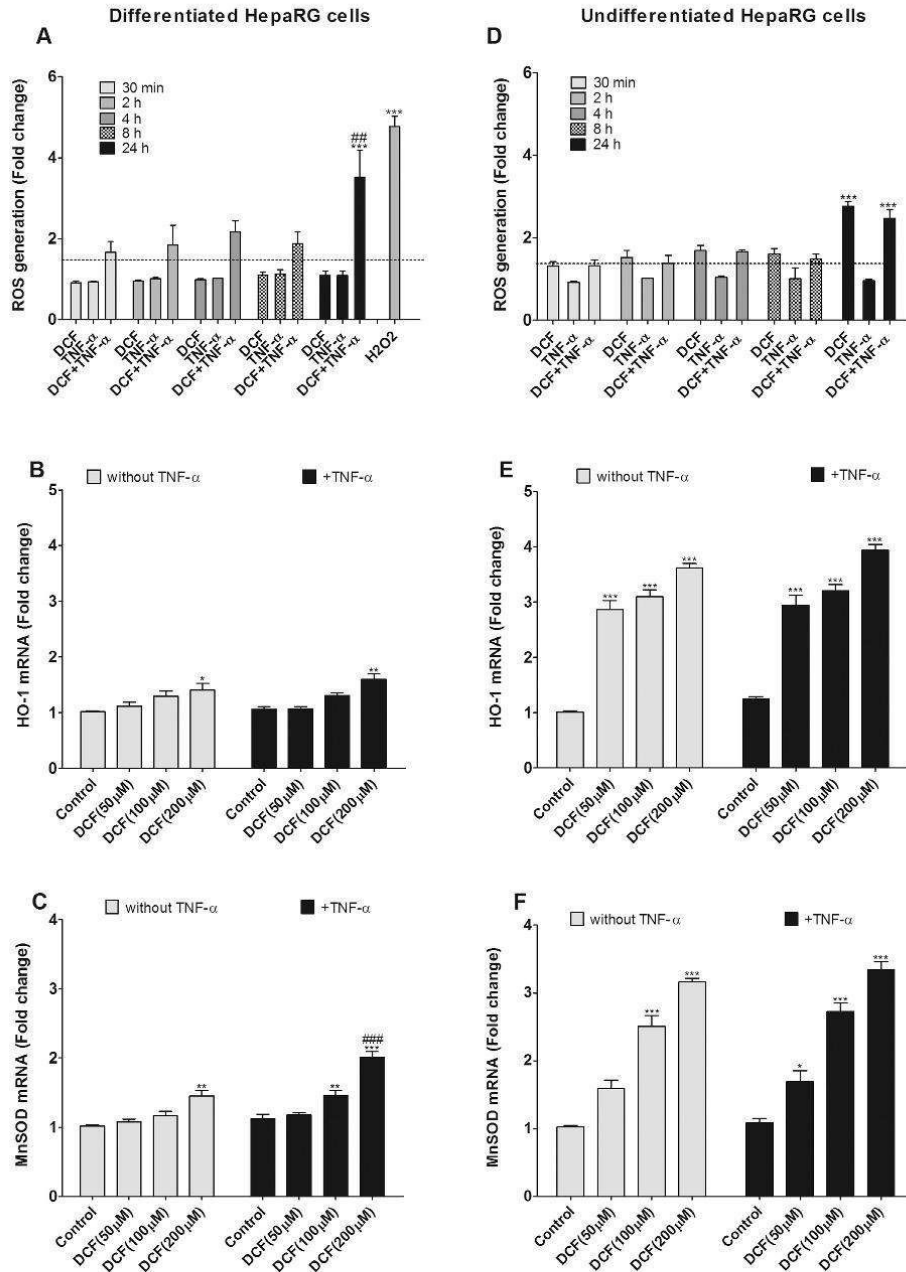 Differentiated HepaRG cells
A
ROS generation (Fold change)
6
4
2
0
30 min
2 h
4 h
8 h
24 h
##
***
***
DCF
TNF-α
DCF+TNF-α
DCF
TNF-α
DCF+TNF-α
DCF
TNF-α
DCF+TNF-α
DCF
TNF-α
DCF+TNF-α
DCF
TNF-α
DCF+TNF-α
H2O2
B
without TNF-α
+TNF-α
HO-1 mRNA (Fold change)
5
4
3
2
1
0
*
**
Control
DCF(50µM)
DCF(100µM)
DCF(200µM)
Control
DCF(50µM)
DCF(100µM)
DCF(200µM)
C
without TNF-α
+TNF-α
MnSOD mRNA (Fold change)
4
3
2
1
0
**
**
###
***
Control
DCF(50µM)
DCF(100µM)
DCF(200µM)
Control
DCF(50µM)
DCF(100µM)
DCF(200µM)
Undifferentiated HepaRG cells
D
ROS generation (Fold change)
6
4
2
0
30 min
2 h
4 h
8 h
24 h
***
***
DCF
TNF-α
DCF+TNF-α
DCF
TNF-α
DCF+TNF-α
DCF
TNF-α
DCF+TNF-α
DCF
TNF-α
DCF+TNF-α
DCF
TNF-α
DCF+TNF-α
E
without TNF-α
+TNF-α
HO-1 mRNA (Fold change)
5
4
3
2
1
0
***
***
***
***
***
***
Control
DCF(50µM)
DCF(100µM)
DCF(200µM)
Control
DCF(50µM)
DCF(100µM)
DCF(200µM)
F
without TNF-α
+TNF-α
MnSOD mRNA (Fold change)
4
3
2
1
0
***
***
*
***
***
Control
DCF(50µM)
DCF(100µM)
DCF(200µM)
Control
DCF(50µM)
DCF(100µM)
DCF(200µM)